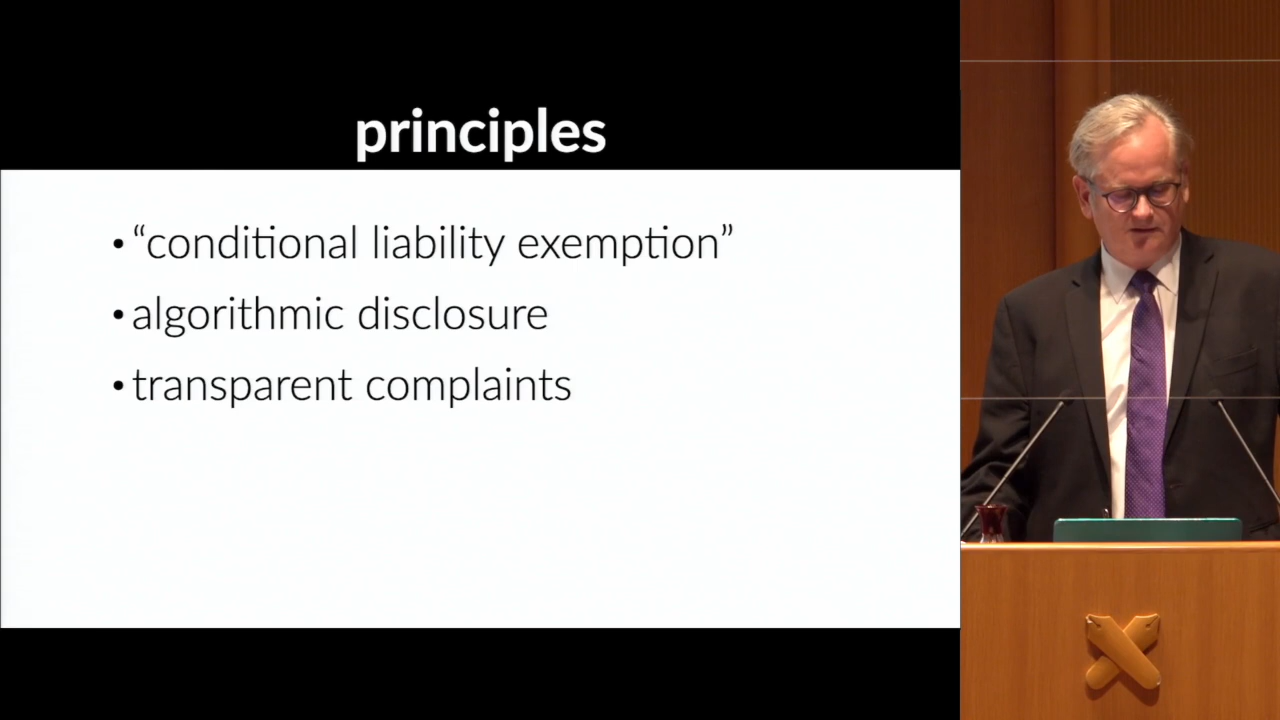 principles
•“conditional liability exemption”
•algorithmic disclosure
•transparent complaints